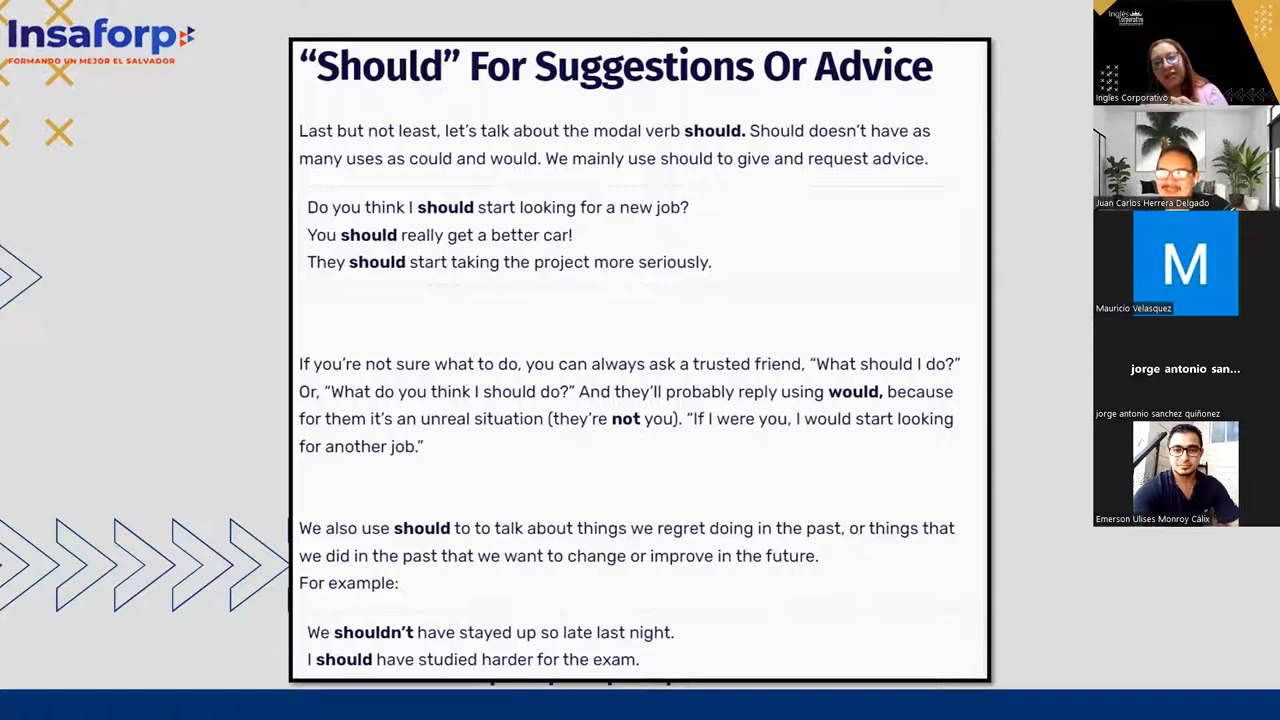 Insaforp
FORMANDO UN MEJOR EL SALVADOR
“Should” For Suggestions Or Advice
Last but not least, let’s talk about the modal verb should. Should doesn’t have as
many uses as could and would. We mainly use should to give and request advice.
Do you think I should start looking for a new job?
You should really get a better car!
They should start taking the project more seriously.
If you’re not sure what to do, you can always ask a trusted friend, “What should I do?”
Or, “What do you think I should do?” And they’ll probably reply using would, because
for them it’s an unreal situation (they’re not you). “If I were you, I would start looking
for another job.”
We also use should to to talk about things we regret doing in the past, or things that
we did in the past that we want to change or improve in the future.
For example:
We shouldn’t have stayed up so late last night.
I should have studied harder for the exam.
Inglés
Corporativo
Ingles Corporativo
Juan Carlos Herrera Delgado
M
Mauricio Velasquez
jorge antonio san...
jorge antonio sanchez quiñonez
Emerson Ulises Monroy Cálix